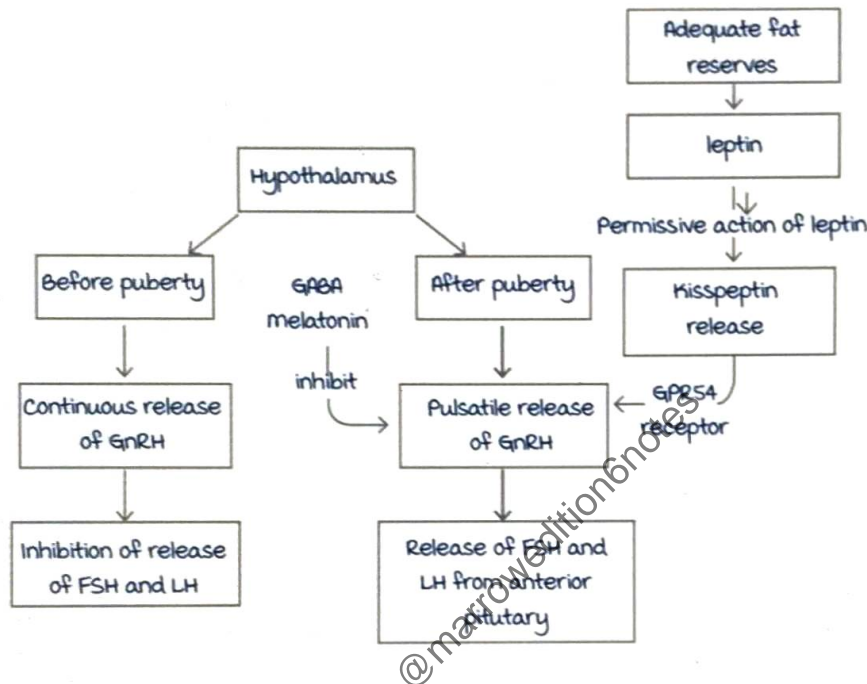 Adequate fat
reserves
leptin
Permissive action of leptin
Kisspeptin
release
GPR54
receptor
Hypothalamus
Before puberty
Continuous release
of GnRH
Inhibition of release
of FSH and LH
GABA
melatonin
inhibit
After puberty
Pulsatile release
of GnRH
Release of FSH and
LH from anterior
pitutary
@marrowedition6notes